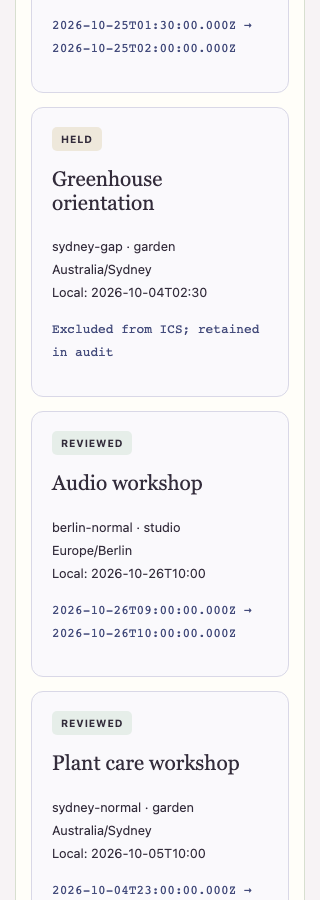 2026-10-25T01:30:00.000Z →
2026-10-25T02:00:00.000Z
HELD
Greenhouse
orientation
sydney-gap · garden
Australia/Sydney
Local: 2026-10-04T02:30
Excluded from ICS; retained
in audit
REVIEWED
Audio workshop
berlin-normal · studio
Europe/Berlin
Local: 2026-10-26T10:00
2026-10-26T09:00:00.000Z →
2026-10-26T10:00:00.000Z
REVIEWED
Plant care workshop
sydney-normal · garden
Australia/Sydney
Local: 2026-10-05T10:00
2026-10-04T23:00:00.000Z →